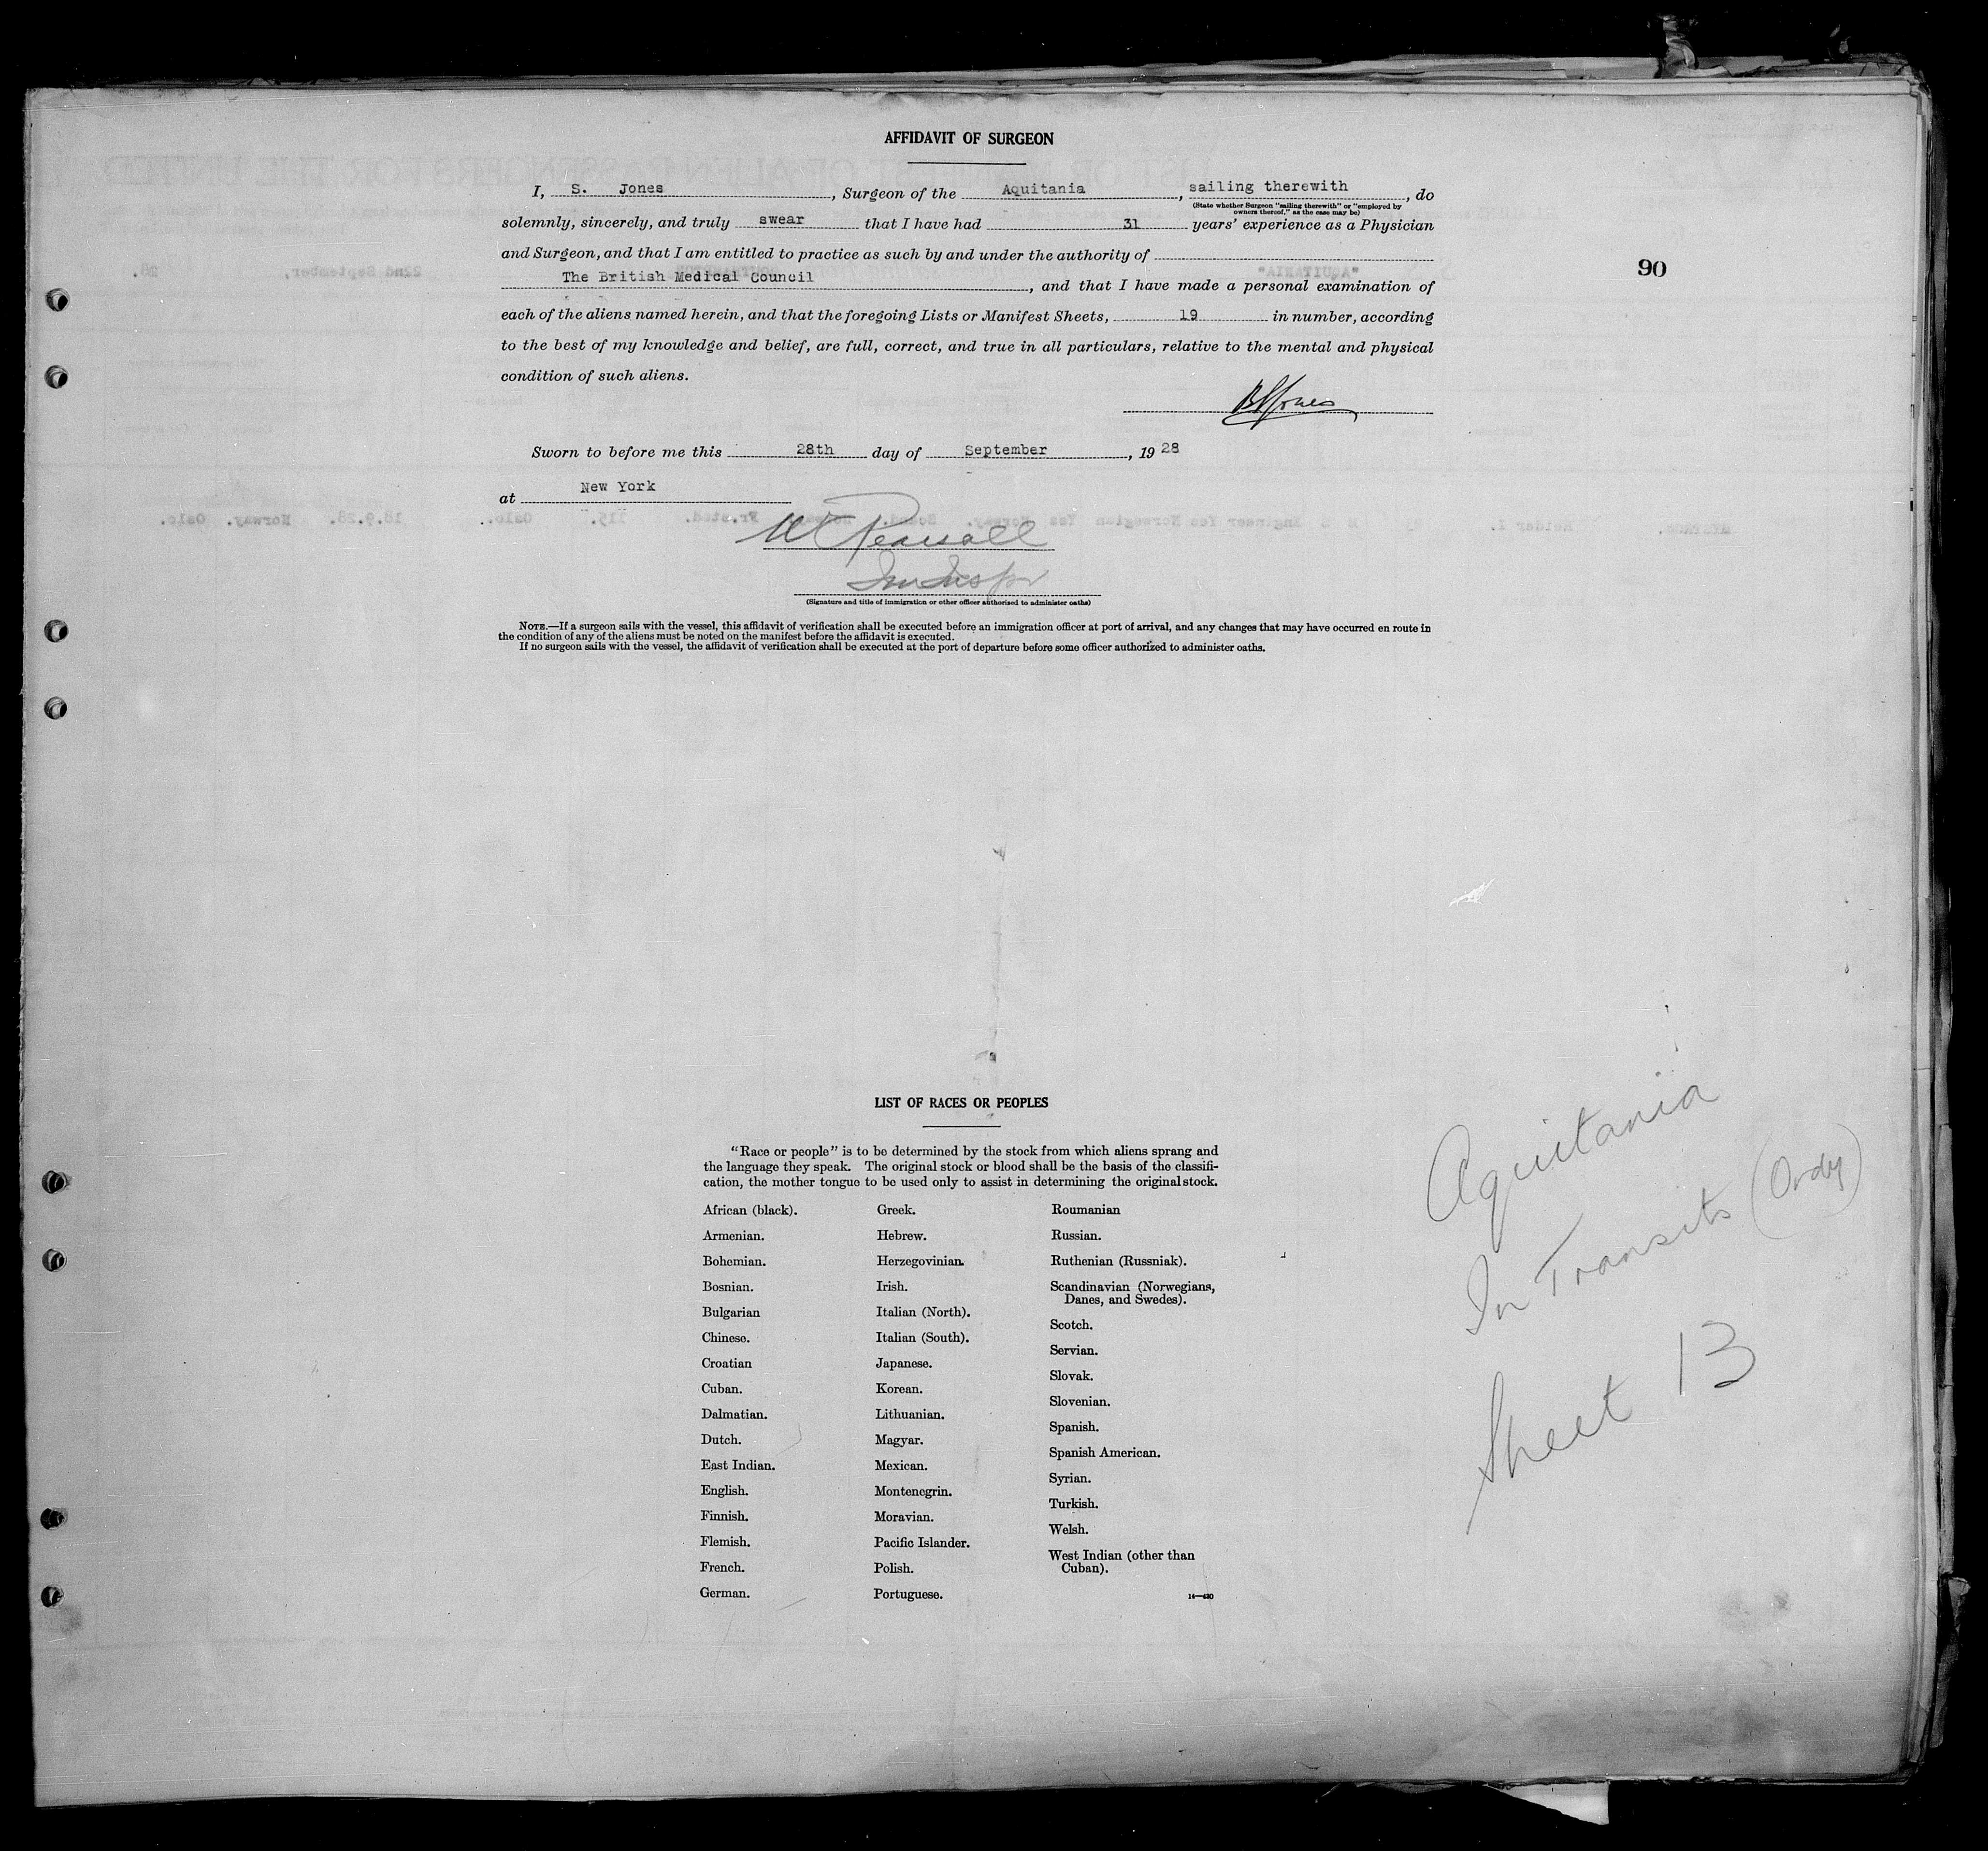 AFFIDAVIT OF SURGEON
I, S. Jones, Surgeon of the Aquitania, sailing therewith, do
(State whether Surgeon "sailing therewith" or "employed by
owners thereof," as the case may be)
solemnly, sincerely, and truly swear that I have had 31 years' experience as a Physician
and Surgeon, and that I am entitled to practice as such by and under the authority of
The British Medical Council, and that I have made a personal examination of
each of the aliens named herein, and that the foregoing Lists or Manifest Sheets, 19 in number, according
to the best of my knowledge and belief, are full, correct, and true in all particulars, relative to the mental and physical
condition of such aliens.
90
Jones
Sworn to before me this 28th day of September, 1928
at New York
Im Inspr
(Signature and title of immigration or other officer authorized to administer oaths)
NOTE.—If a surgeon sails with the vessel, this affidavit of verification shall be executed before an immigration officer at port of arrival, and any changes that may have occurred en route in
the condition of any of the aliens must be noted on the manifest before the affidavit is executed.
If no surgeon sails with the vessel, the affidavit of verification shall be executed at the port of departure before some officer authorized to administer oaths.
LIST OF RACES OR PEOPLES
"Race or people" is to be determined by the stock from which aliens sprang and
the language they speak. The original stock or blood shall be the basis of the classifi-
cation, the mother tongue to be used only to assist in determining the original stock.
African (black).
Armenian.
Bohemian.
Bosnian.
Bulgarian
Chinese.
Croatian
Cuban.
Dalmatian.
Dutch.
East Indian.
English.
Finnish.
Flemish.
French.
German.
Greek.
Hebrew.
Herzegovinian.
Irish.
Italian (North).
Italian (South).
Japanese.
Korean.
Lithuanian.
Magyar.
Mexican.
Montenegrin.
Moravian.
Pacific Islander.
Polish.
Portuguese.
Roumanian
Russian.
Ruthenian (Russniak).
Scandinavian (Norwegians,
Danes, and Swedes).
Scotch.
Servian.
Slovak.
Slovenian.
Spanish.
Spanish American.
Syrian.
Turkish.
Welsh.
West Indian (other than
Cuban).
14—430
Aquitania
In Transits (Ordy)
Sheet 13